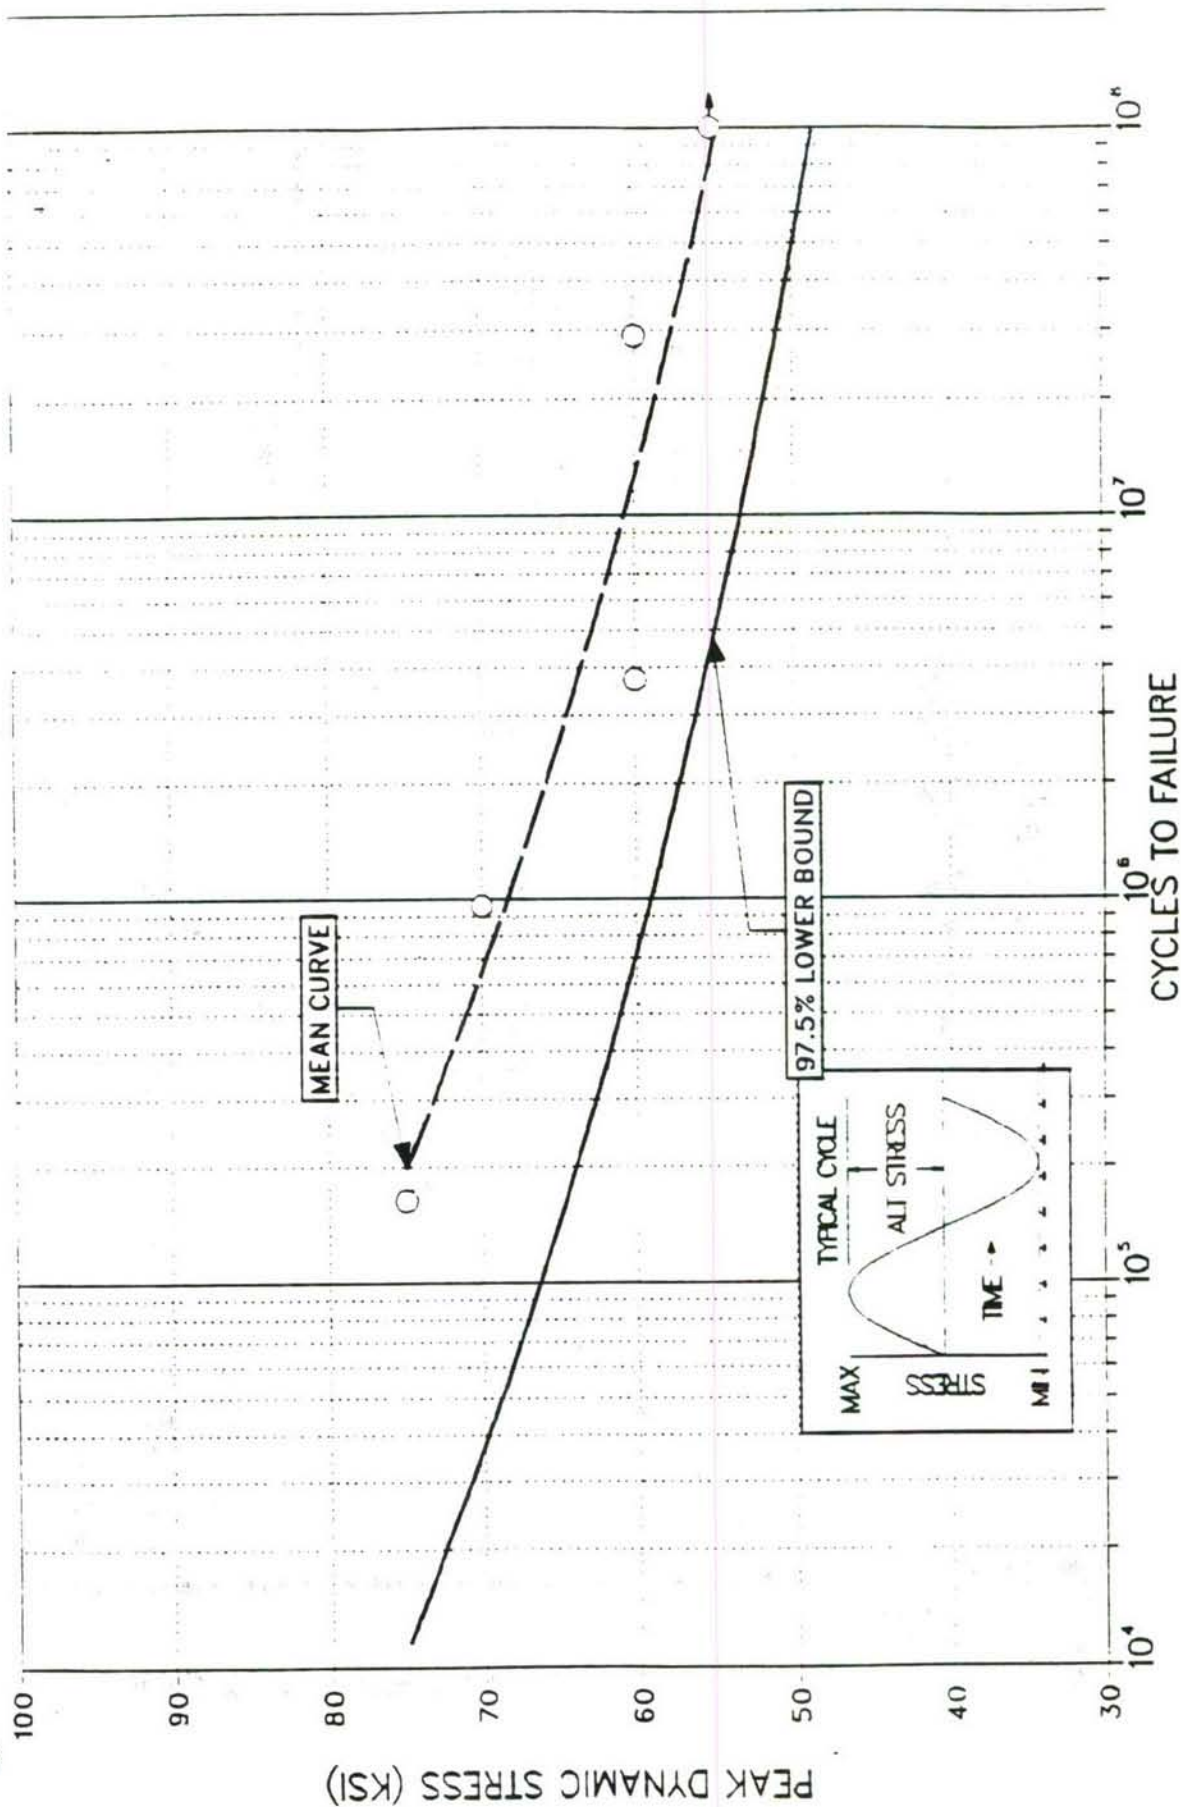 PEAK DYNAMIC STRESS (KSI)
100
90
80
70
60
50
40
30
MEAN CURVE
97.5% LOWER BOUND
TYPICAL CYCLE
MAX
ALT STRESS
STRESS
TIME
MIN
10⁴
10⁵
10⁶
10⁷
10⁸
CYCLES TO FAILURE